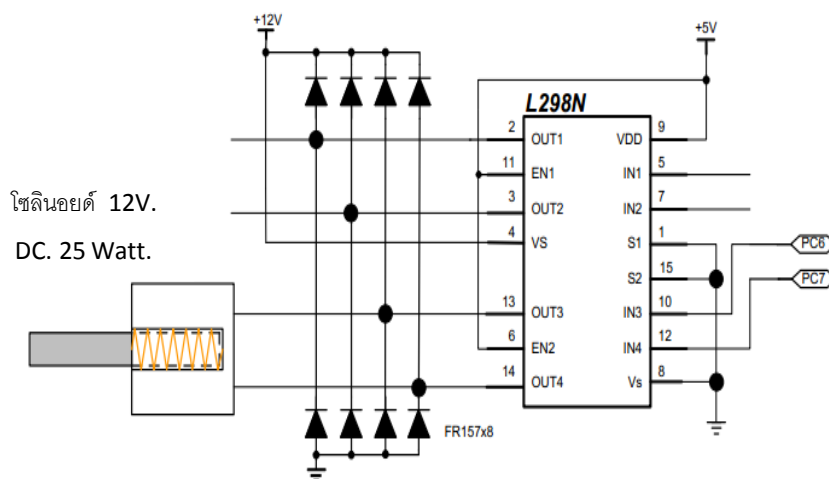 +12V
+5V
L298N
2 OUT1 VDD 9
11 EN1 IN1 5
3 OUT2 IN2 7
4 VS S1 1
S2 15
13 OUT3 IN3 10
6 EN2 IN4 12
14 OUT4 Vs 8
PC6
PC7
โซลินอยด์ 12V.
DC. 25 Watt.
FR157x8